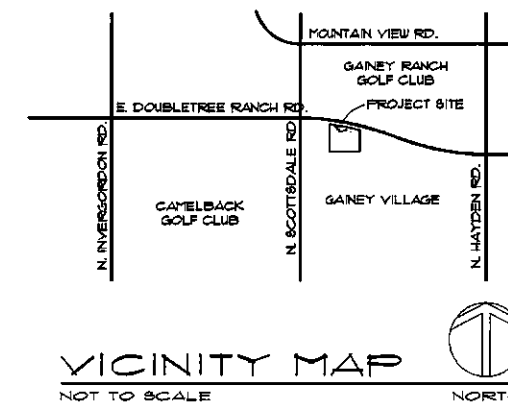 MOUNTAIN VIEW RD.
GAINEY RANCH
GOLF CLUB
E. DOUBLETREE RANCH RD.
PROJECT SITE
N. INVERGORDON RD.
N. SCOTTSDALE RD.
N. HAYDEN RD.
CAMELBACK
GOLF CLUB
GAINEY VILLAGE
VICINITY MAP
NOT TO SCALE
NORT